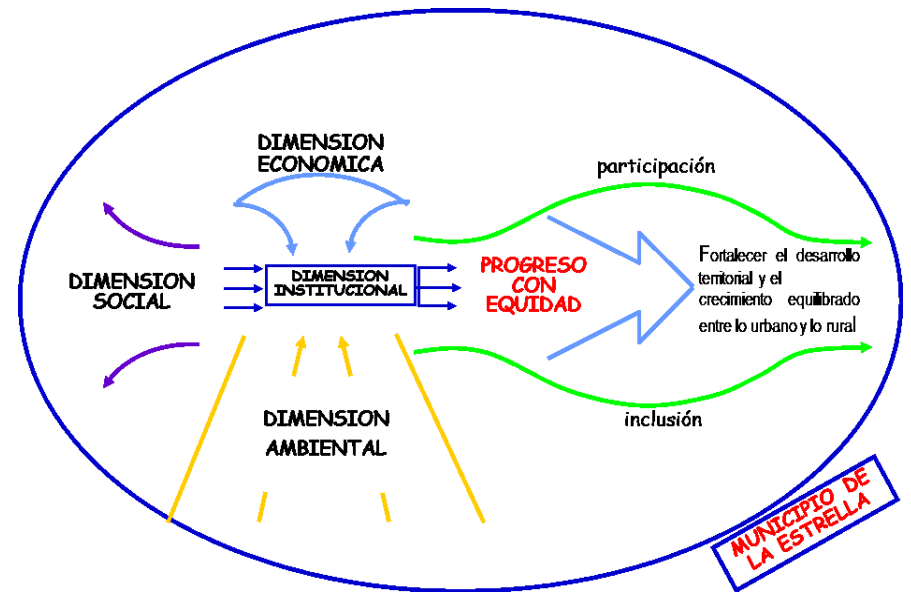 DIMENSION
ECONOMICA
participación
DIMENSION
SOCIAL
DIMENSION
INSTITUCIONAL
PROGRESO
CON
EQUIDAD
Fortalecer el desarrollo
territorial y el
crecimiento equilibrado
entre lo urbano y lo rural
DIMENSION
AMBIENTAL
inclusión
MUNICIPIO DE
LA ESTRELLA